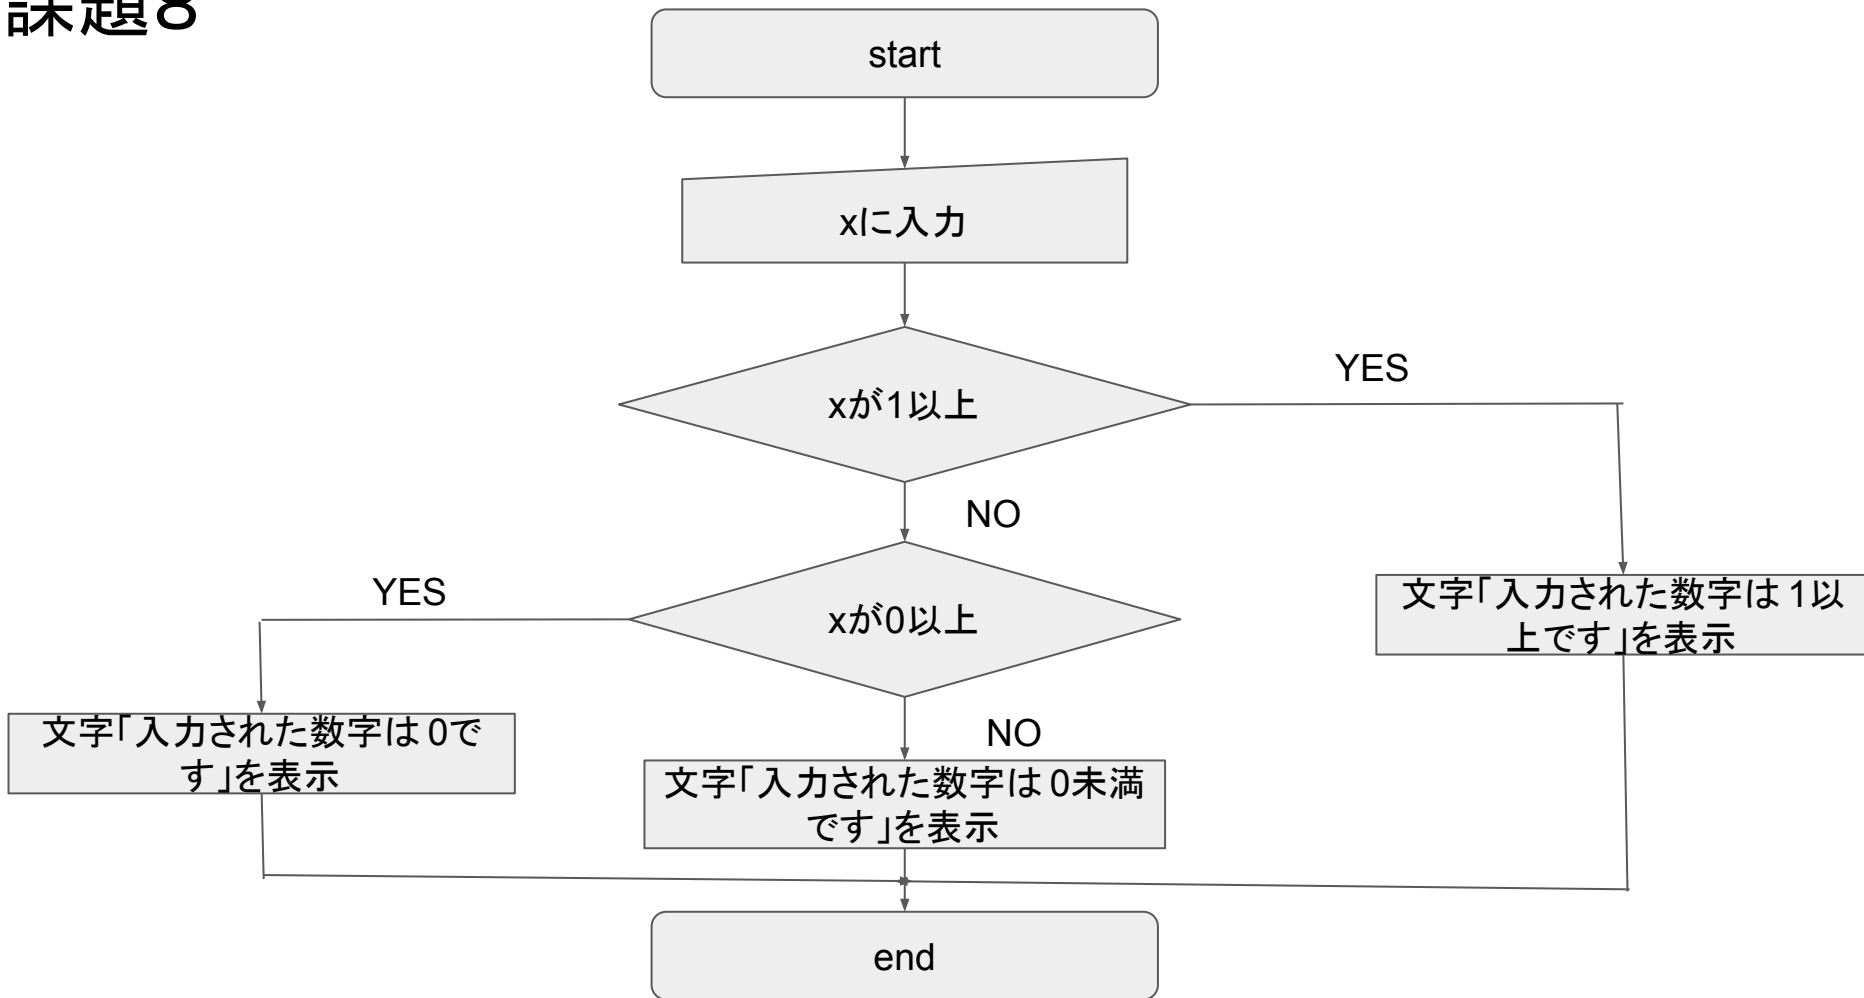 課題8
start
xに入力
xが1以上
YES
NO
xが0以上
YES
文字「入力された数字は 1以
上です」を表示
NO
文字「入力された数字は 0で
す」を表示
文字「入力された数字は 0未満
です」を表示
end